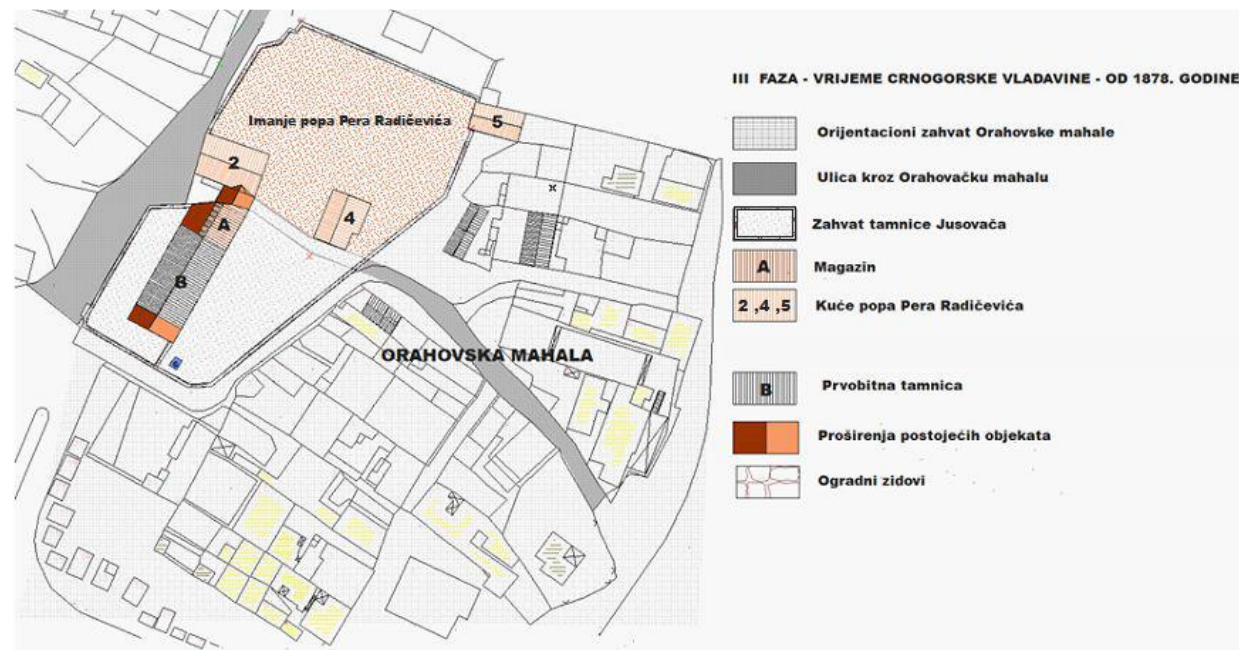 III FAZA - VRIJEME CRNOGORSKE VLADAVINE - OD 1878. GODINE
Imanje popa Pera Radičevića
5
2
4
A
B
ORAHOVSKA MAHALA
Orijentacioni zahvat Orahovske mahale
Ulica kroz Orahovačku mahalu
Zahvat tamnice Jusovača
A Magazin
2 ,4 ,5 Kuće popa Pera Radičevića
B Prvobitna tamnica
Proširenja postojećih objekata
Ogradni zidovi